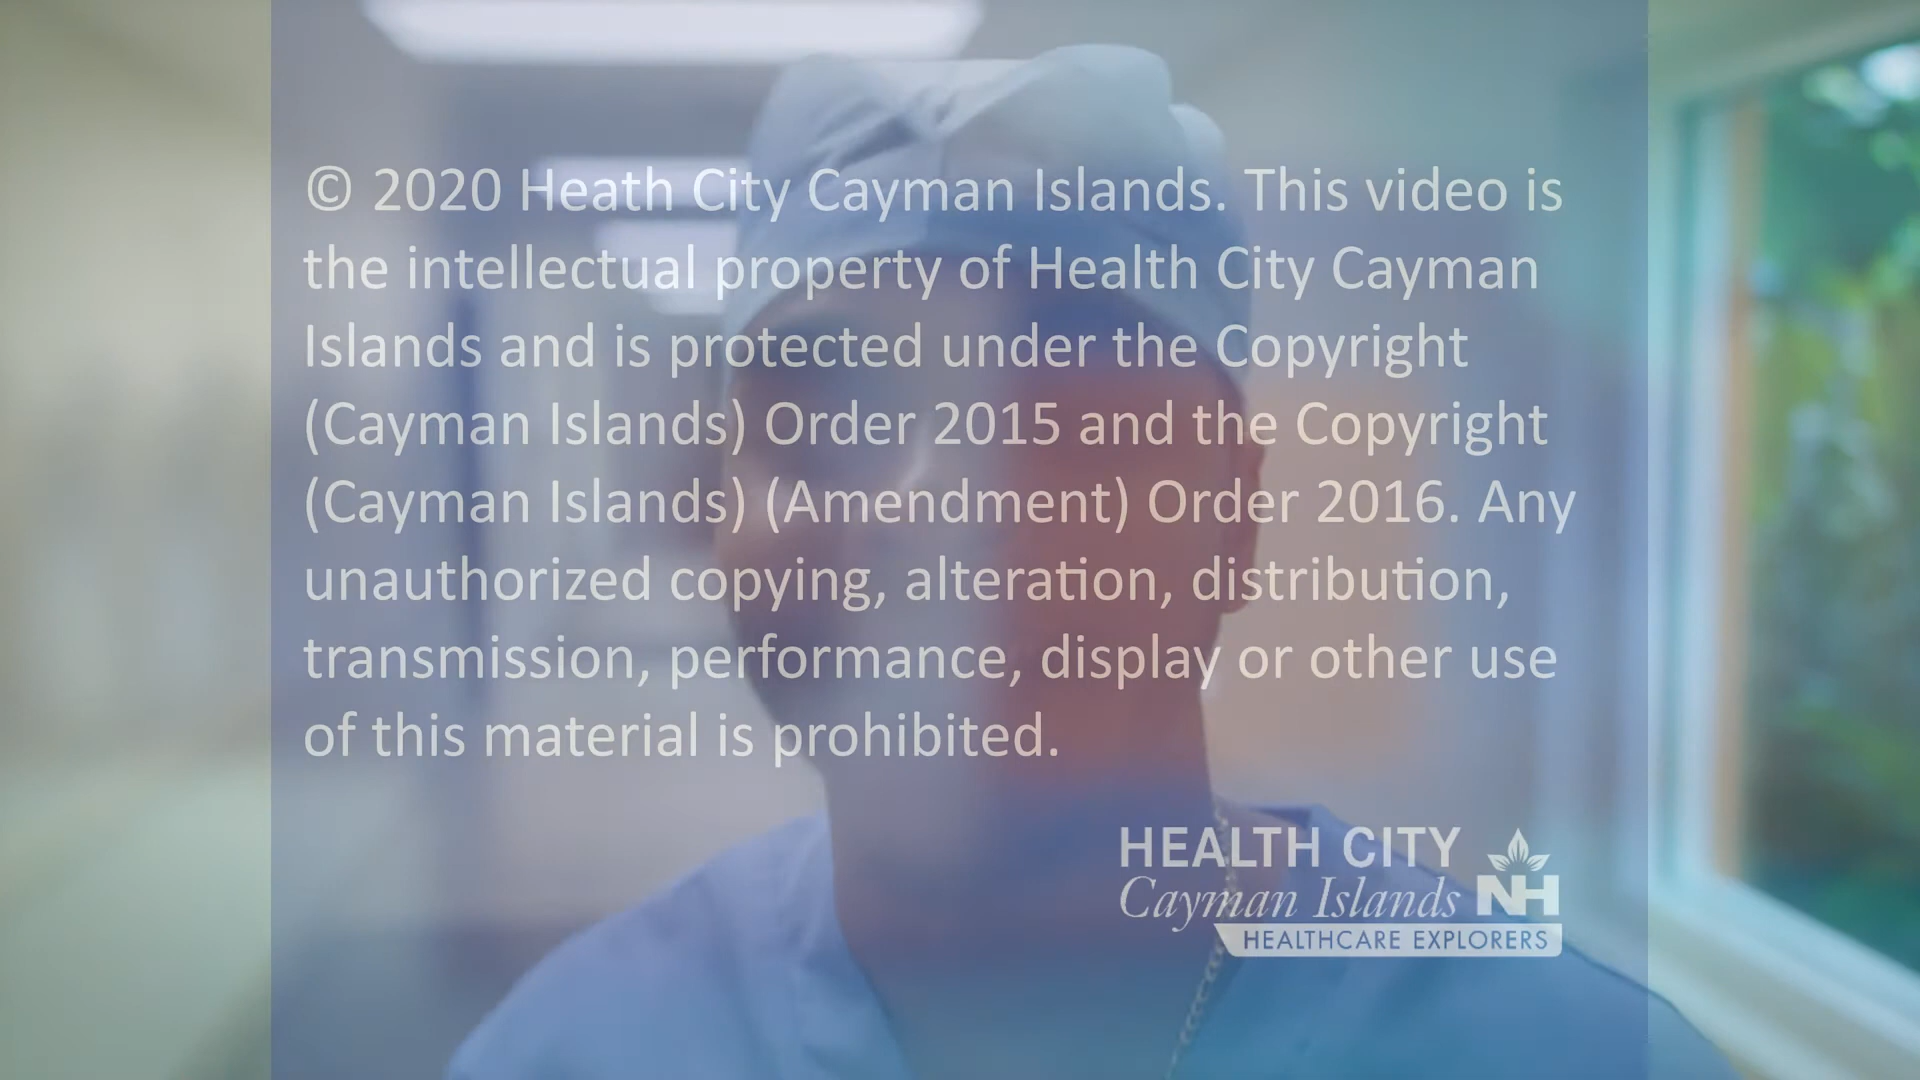 © 2020 Heath City Cayman Islands. This video is
the intellectual property of Health City Cayman
Islands and is protected under the Copyright
(Cayman Islands) Order 2015 and the Copyright
(Cayman Islands) (Amendment) Order 2016. Any
unauthorized copying, alteration, distribution,
transmission, performance, display or other use
of this material is prohibited.
HEALTH CITY
Cayman Islands NH
HEALTHCARE EXPLORERS